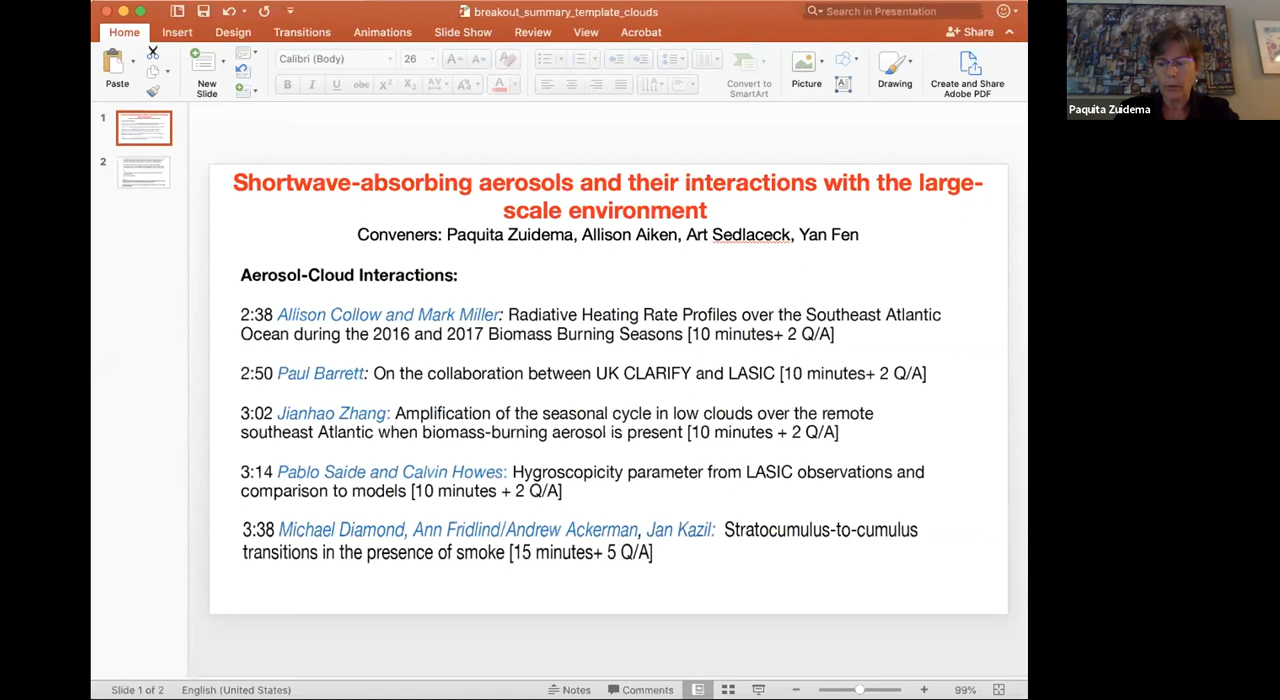 breakout_summary_template_clouds
Search in Presentation
Home Insert Design Transitions Animations Slide Show Review View Acrobat Share
Paste
New
Slide
Calibri (Body) 26
B I U abc X² X₂ AV Aa A
Convert to
SmartArt
Picture
Drawing
Create and Share
Adobe PDF
Paquita Zuidema
1
2
Shortwave-absorbing aerosols and their interactions with the large-
scale environment
Conveners: Paquita Zuidema, Allison Aiken, Art Sedlaceck, Yan Fen
Aerosol-Cloud Interactions:
2:38 Allison Collow and Mark Miller: Radiative Heating Rate Profiles over the Southeast Atlantic
Ocean during the 2016 and 2017 Biomass Burning Seasons [10 minutes+ 2 Q/A]
2:50 Paul Barrett: On the collaboration between UK CLARIFY and LASIC [10 minutes+ 2 Q/A]
3:02 Jianhao Zhang: Amplification of the seasonal cycle in low clouds over the remote
southeast Atlantic when biomass-burning aerosol is present [10 minutes + 2 Q/A]
3:14 Pablo Saide and Calvin Howes: Hygroscopicity parameter from LASIC observations and
comparison to models [10 minutes + 2 Q/A]
3:38 Michael Diamond, Ann Fridlind/Andrew Ackerman, Jan Kazil: Stratocumulus-to-cumulus
transitions in the presence of smoke [15 minutes+ 5 Q/A]
Slide 1 of 2 English (United States) Notes Comments 99%